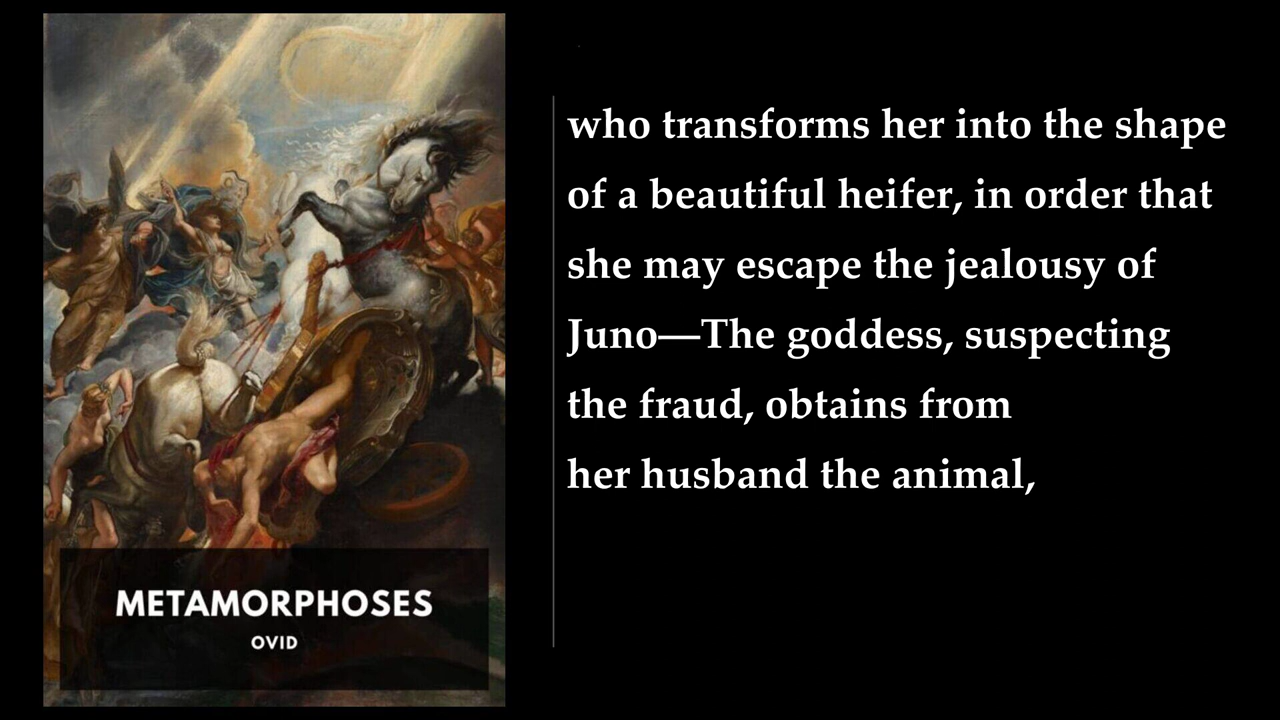 METAMORPHOSES
OVID
who transforms her into the shape
of a beautiful heifer, in order that
she may escape the jealousy of
Juno—The goddess, suspecting
the fraud, obtains from
her husband the animal,